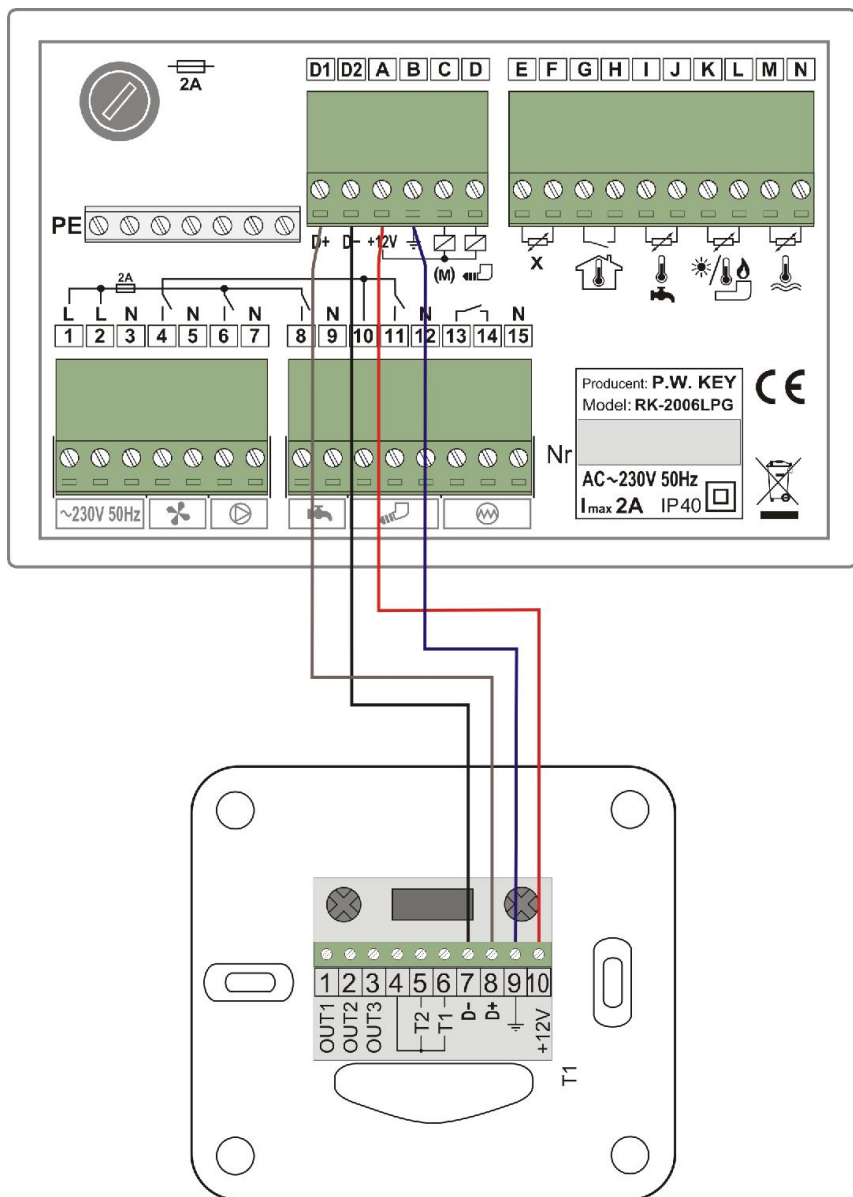 2A
D1 D2 A B C D
E F G H I J K L M N
PE
D+ D- +12V
X
(M)
2A
L L N N N N N N
1 2 3 4 5 6 7
8 9 10 11 12 13 14 15
Producent: P.W. KEY
Model: RK-2006LPG
Nr
AC~230V 50Hz
Imax 2A IP40
CE
~230V 50Hz
1 2 3 4 5 6 7 8 9 10
OUT1
OUT2
OUT3
T2
T1
D-
D+
+12V
T1